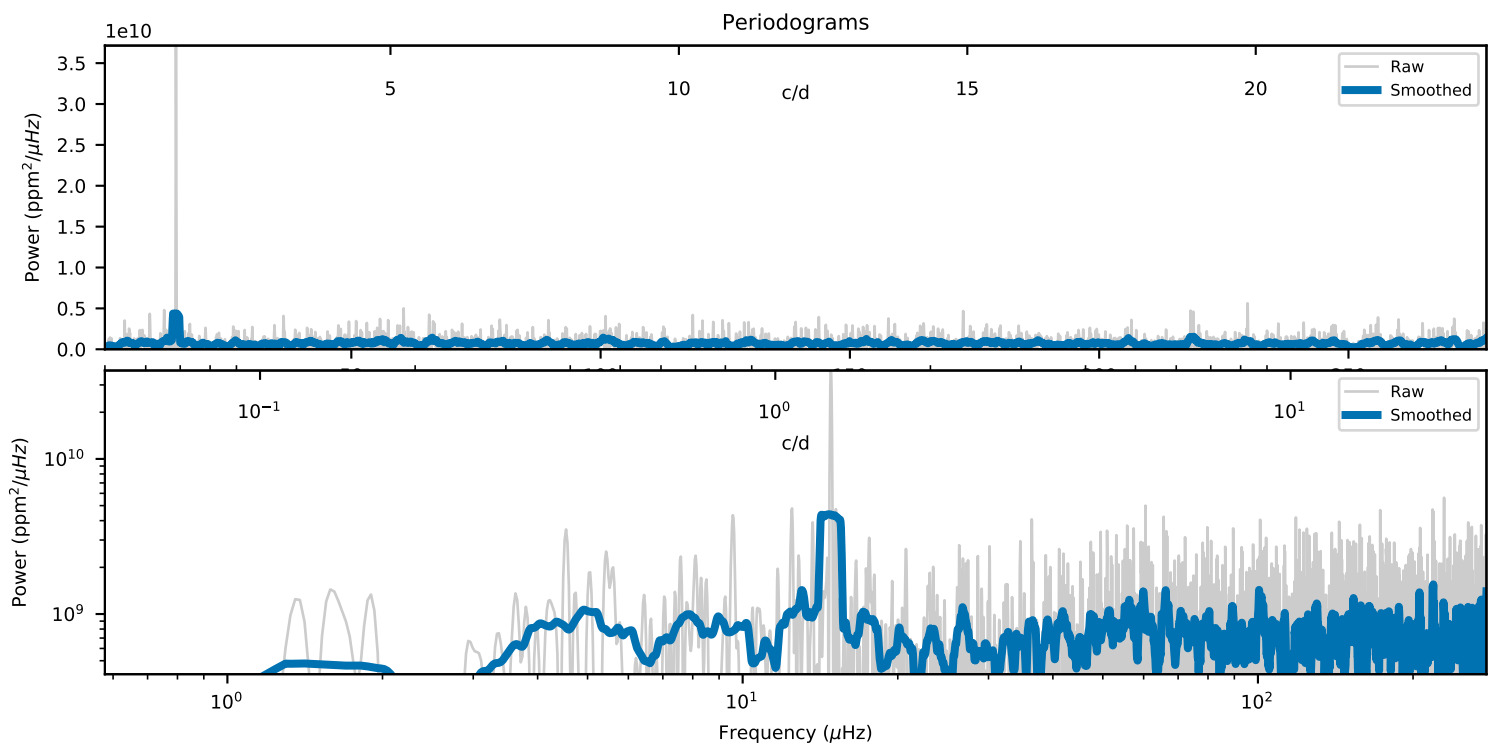 Periodograms
1e10
Power (ppm²/μHz)
3.5
3.0
2.5
2.0
1.5
1.0
0.5
0.0
5 10 15 20
c/d
Raw
Smoothed
Power (ppm²/μHz)
10¹⁰
10⁹
10⁻¹ 10⁰ 10¹
c/d
Raw
Smoothed
10⁰ 10¹ 10²
Frequency (μHz)